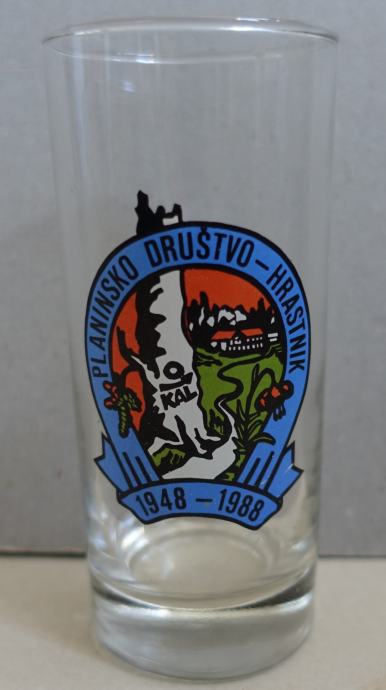 PLANINSKO DRUŠTVO – HRASTNIK
KAL
1948 – 1988